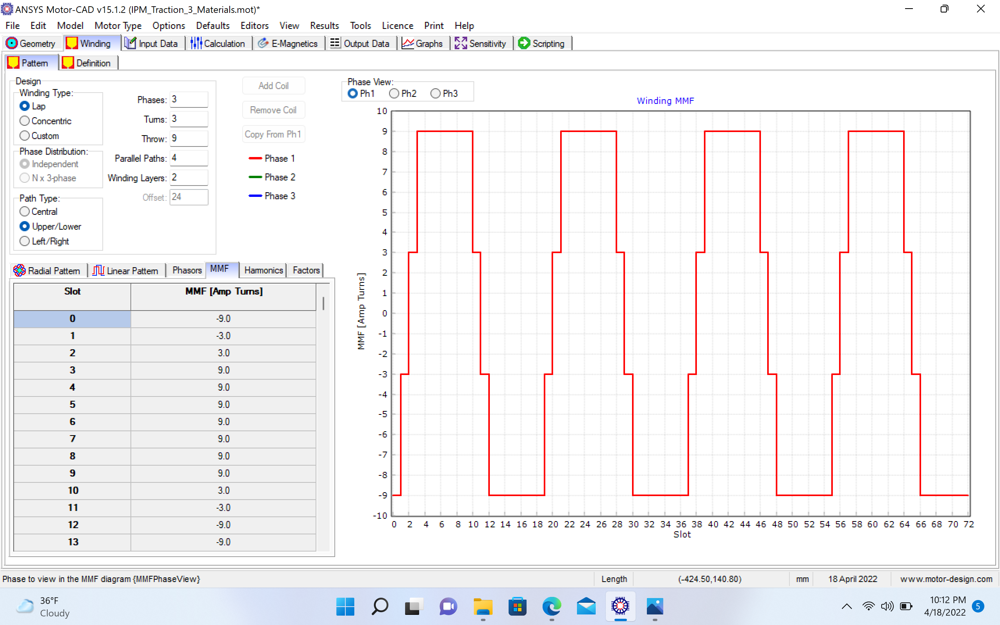 ANSYS Motor-CAD v15.1.2 (IPM_Traction_3_Materials.mot)*
File Edit Model Motor Type Options Defaults Editors View Results Tools Licence Print Help
Geometry Winding Input Data Calculation E-Magnetics Output Data Graphs Sensitivity Scripting
Pattern Definition
Design
Winding Type:
Lap
Concentric
Custom
Phase Distribution:
Independent
N x 3-phase
Path Type:
Central
Upper/Lower
Left/Right
Phases: 3
Turns: 3
Throw: 9
Parallel Paths: 4
Winding Layers: 2
Offset: 24
Add Coil
Remove Coil
Copy From Ph1
Phase 1
Phase 2
Phase 3
Radial Pattern Linear Pattern Phasors MMF Harmonics Factors
Slot MMF [Amp Turns]
0 -9.0
1 -3.0
2 3.0
3 9.0
4 9.0
5 9.0
6 9.0
7 9.0
8 9.0
9 9.0
10 3.0
11 -3.0
12 -9.0
13 -9.0
Phase View:
Ph1 Ph2 Ph3
Winding MMF
MMF [Amp Turns]
10
9
8
7
6
5
4
3
2
1
0
-1
-2
-3
-4
-5
-6
-7
-8
-9
-10
0 2 4 6 8 10 12 14 16 18 20 22 24 26 28 30 32 34 36 38 40 42 44 46 48 50 52 54 56 58 60 62 64 66 68 70 72
Slot
Phase to view in the MMF diagram {MMFPhaseView} Length (-424.50,140.80) mm 18 April 2022 www.motor-design.com
36°F
Cloudy
10:12 PM
4/18/2022
5